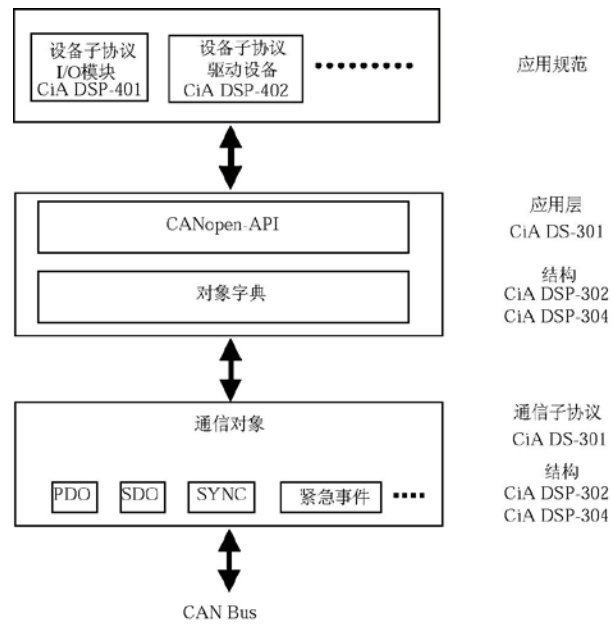 设备子协议
I/O模块
CiA DSP-401
设备子协议
驱动设备
CiA DSP-402
应用规范
CANopen-API
对象字典
应用层
CiA DS-301
结构
CiA DSP-302
CiA DSP-304
通信对象
PDO
SDO
SYNC
紧急事件
通信子协议
CiA DS-301
结构
CiA DSP-302
CiA DSP-304
CAN Bus